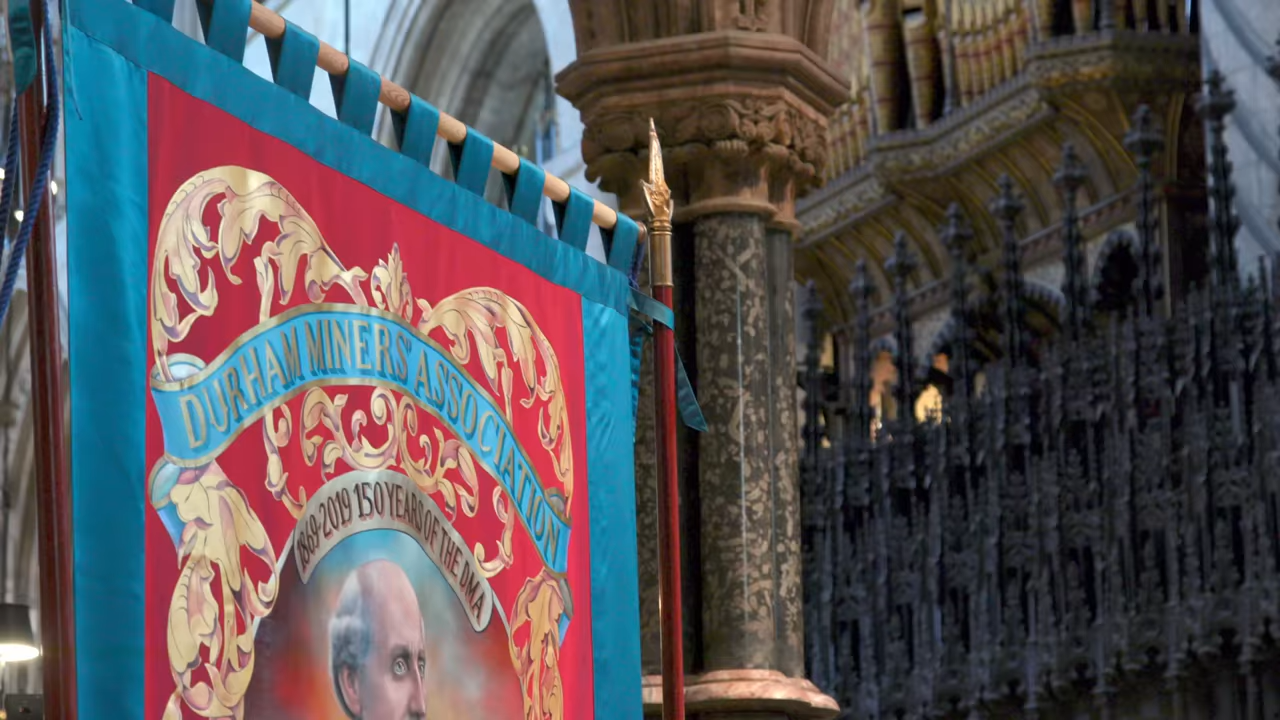 DURHAM MINERS' ASSOCIATION
1869-2019 150 YEARS OF THE DMA